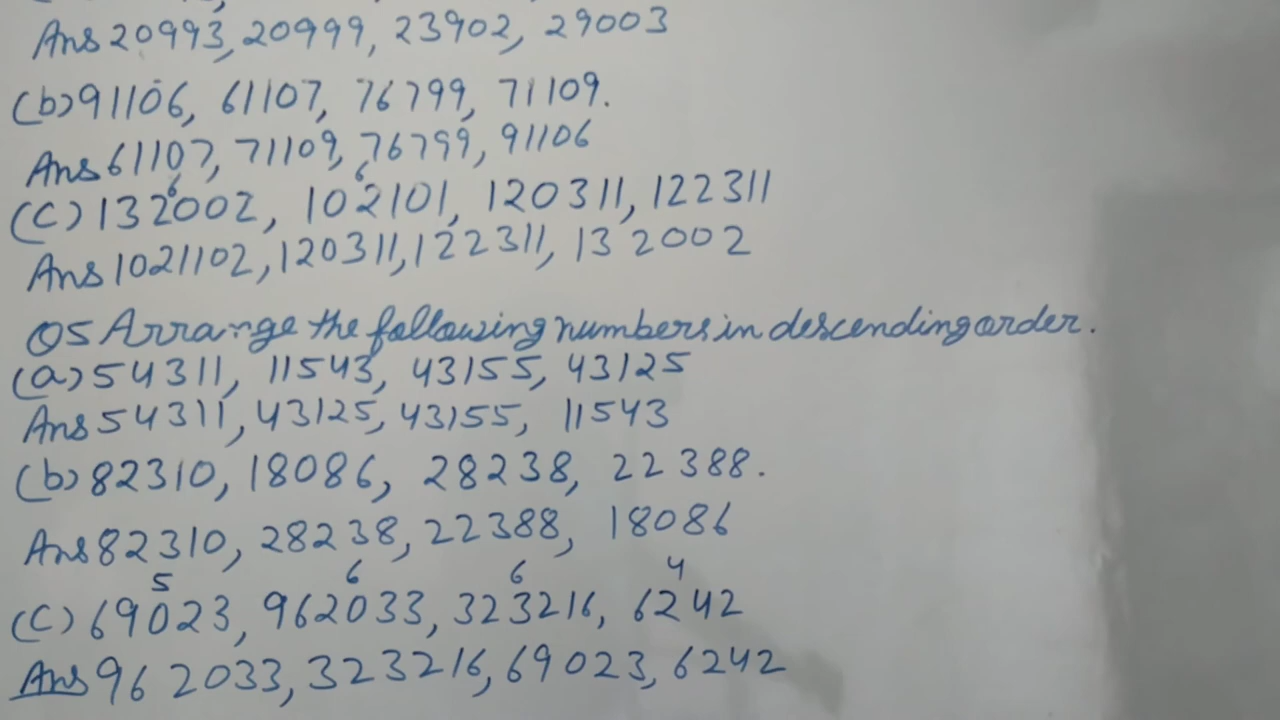 Ans 20993, 20999, 23902, 29003
(b) 91106, 61107, 76799, 71109.
Ans 61107, 71109, 76799, 91106
6 6
(C) 132002, 102101, 120311, 122311
Ans 1021102, 120311, 122311, 132002
Q5 Arrange the following numbers in descending order.
(a) 54311, 11543, 43155, 43125
Ans 54311, 43125, 43155, 11543
(b) 82310, 18086, 28238, 22388.
Ans 82310, 28238, 22388, 18086
5 6 6 4
(C) 69023, 962033, 323216, 6242
Ans 962033, 323216, 69023, 6242